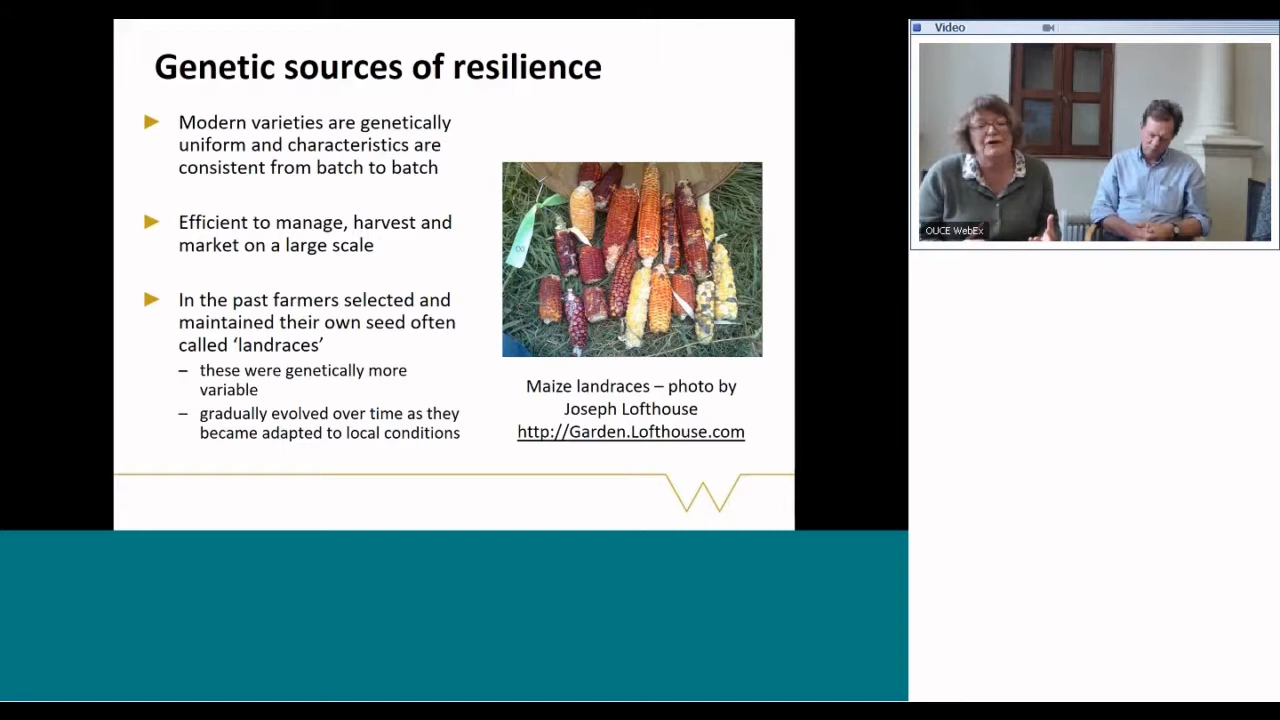 Genetic sources of resilience
Modern varieties are genetically
uniform and characteristics are
consistent from batch to batch
Efficient to manage, harvest and
market on a large scale
In the past farmers selected and
maintained their own seed often
called ‘landraces’
– these were genetically more
variable
– gradually evolved over time as they
became adapted to local conditions
Maize landraces – photo by
Joseph Lofthouse
http://Garden.Lofthouse.com
Video
OUCE WebEx